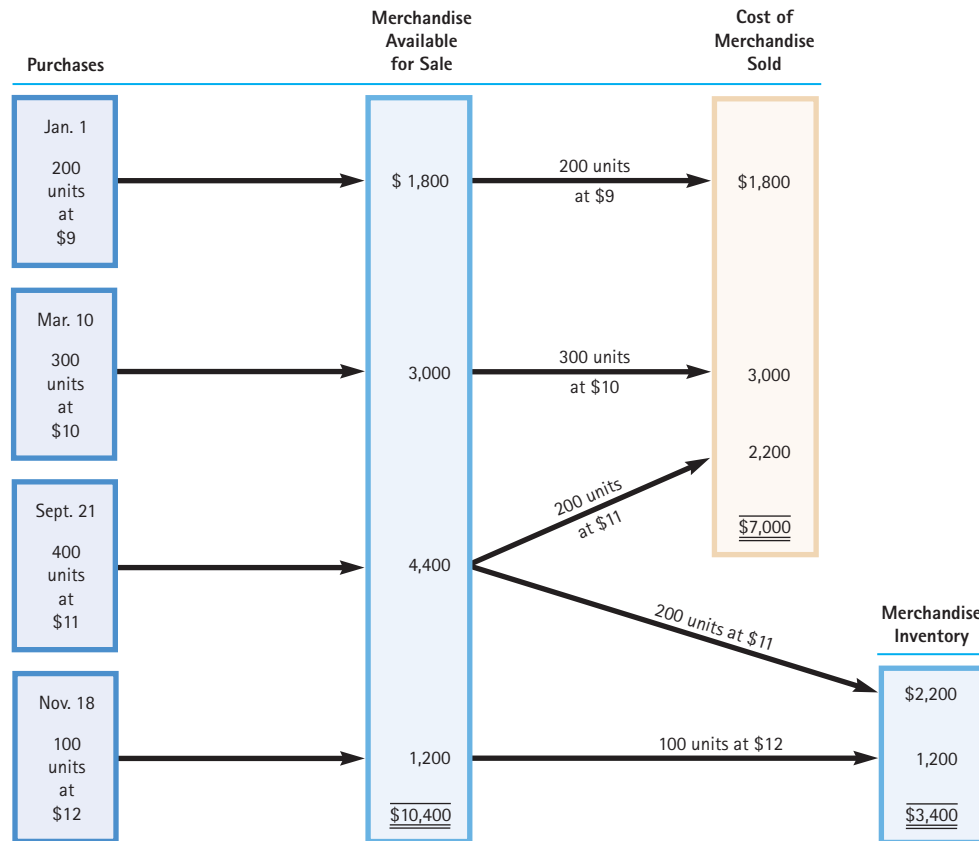 Purchases
Merchandise
Available
for Sale
Cost of
Merchandise
Sold
Jan. 1
200
units
at
$9
$ 1,800
200 units
at $9
$1,800
Mar. 10
300
units
at
$10
3,000
300 units
at $10
3,000
Sept. 21
400
units
at
$11
4,400
200 units
at $11
2,200
$7,000
200 units at $11
Merchandise
Inventory
$2,200
Nov. 18
100
units
at
$12
1,200
100 units at $12
1,200
$10,400
$3,400